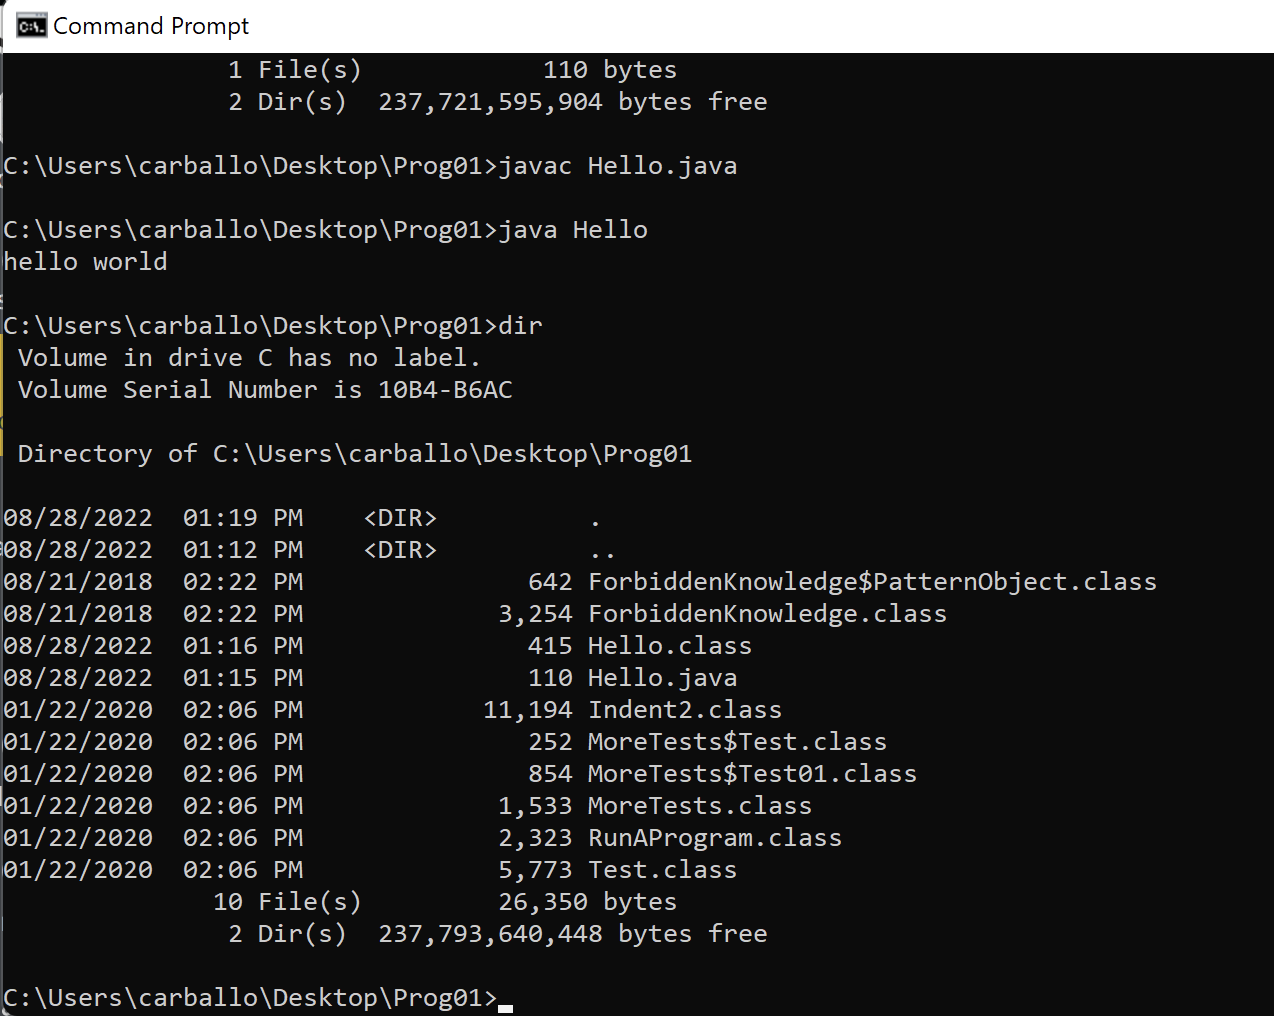 Command Prompt
               1 File(s)            110 bytes
               2 Dir(s)  237,721,595,904 bytes free

C:\Users\carballo\Desktop\Prog01>javac Hello.java

C:\Users\carballo\Desktop\Prog01>java Hello
hello world

C:\Users\carballo\Desktop\Prog01>dir
 Volume in drive C has no label.
 Volume Serial Number is 10B4-B6AC

 Directory of C:\Users\carballo\Desktop\Prog01

08/28/2022  01:19 PM    <DIR>          .
08/28/2022  01:12 PM    <DIR>          ..
08/21/2018  02:22 PM               642 ForbiddenKnowledge$PatternObject.class
08/21/2018  02:22 PM             3,254 ForbiddenKnowledge.class
08/28/2022  01:16 PM               415 Hello.class
08/28/2022  01:15 PM               110 Hello.java
01/22/2020  02:06 PM            11,194 Indent2.class
01/22/2020  02:06 PM               252 MoreTests$Test.class
01/22/2020  02:06 PM               854 MoreTests$Test01.class
01/22/2020  02:06 PM             1,533 MoreTests.class
01/22/2020  02:06 PM             2,323 RunAProgram.class
01/22/2020  02:06 PM             5,773 Test.class
              10 File(s)         26,350 bytes
               2 Dir(s)  237,793,640,448 bytes free

C:\Users\carballo\Desktop\Prog01>